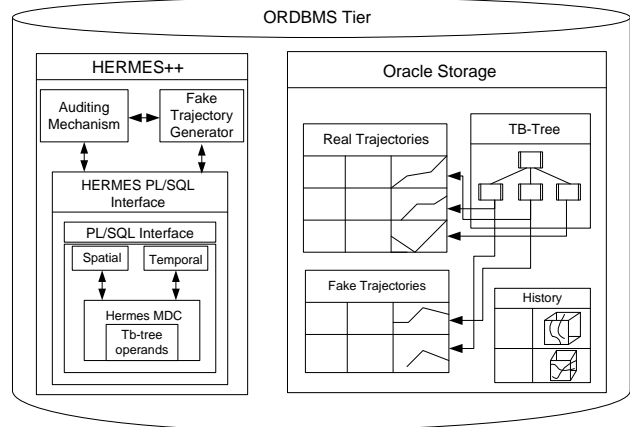 ORDBMS Tier
HERMES++
Auditing
Mechanism
Fake
Trajectory
Generator
HERMES PL/SQL
Interface
PL/SQL Interface
Spatial
Temporal
Hermes MDC
Tb-tree
operands
Oracle Storage
Real Trajectories
TB-Tree
Fake Trajectories
History